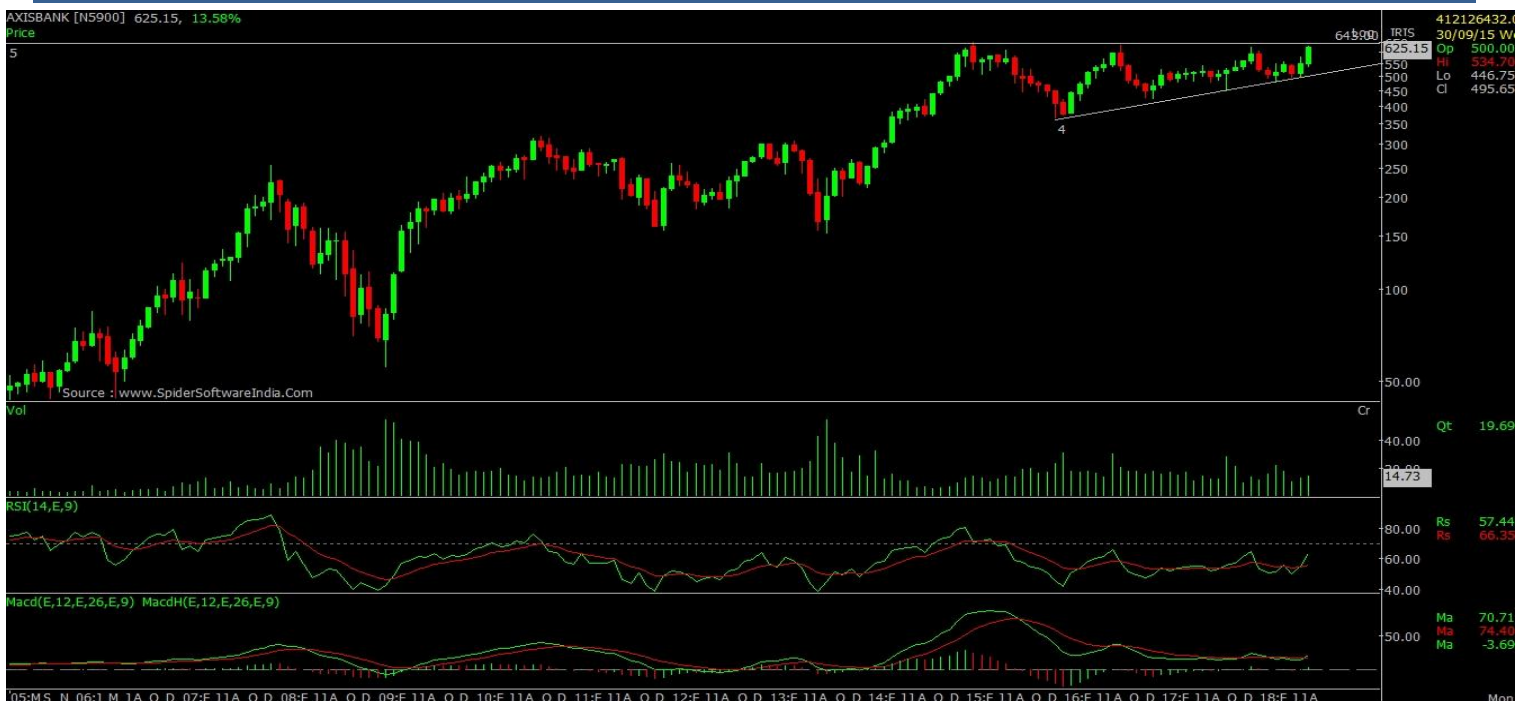 AXISBANK [N5900] 625.15, 13.58%
Price
5
4
Source : www.SpiderSoftwareIndia.Com
IRIS
625.15
550
500
450
400
350
300
250
200
150
100
50.00
412126432.0
30/09/15 We
Op 500.00
Hi 534.70
Lo 446.75
Cl 495.65
Vol
Cr
40.00
14.73
Qt 19.69
RSI(14,E,9)
80.00
60.00
40.00
Rs 57.44
Rs 66.35
Macd(E,12,E,26,E,9) MacdH(E,12,E,26,E,9)
50.00
Ma 70.71
Ma 74.40
Ma -3.69
Mon